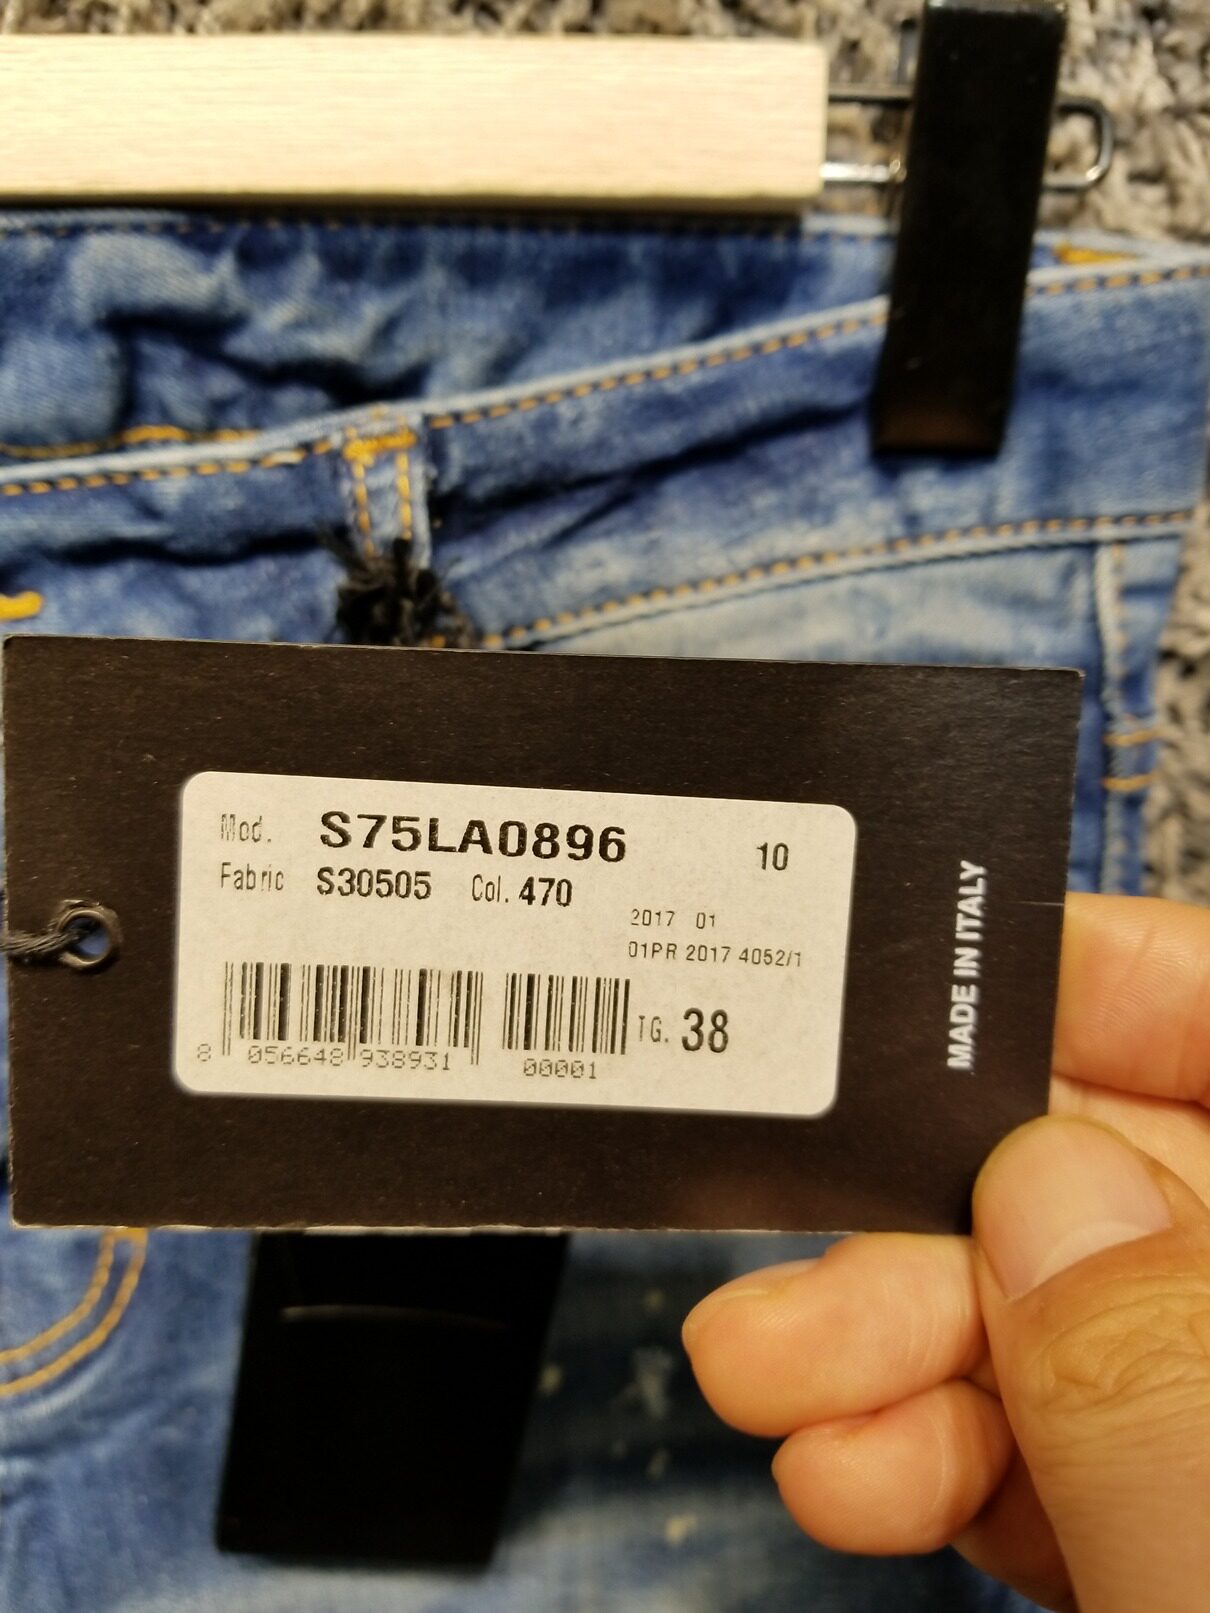 Mod. S75LA0896 10
Fabric S30505 Col. 470
2017 01
01PR 2017 4052/1
TG. 38
8 056648 938931 00001
MADE IN ITALY